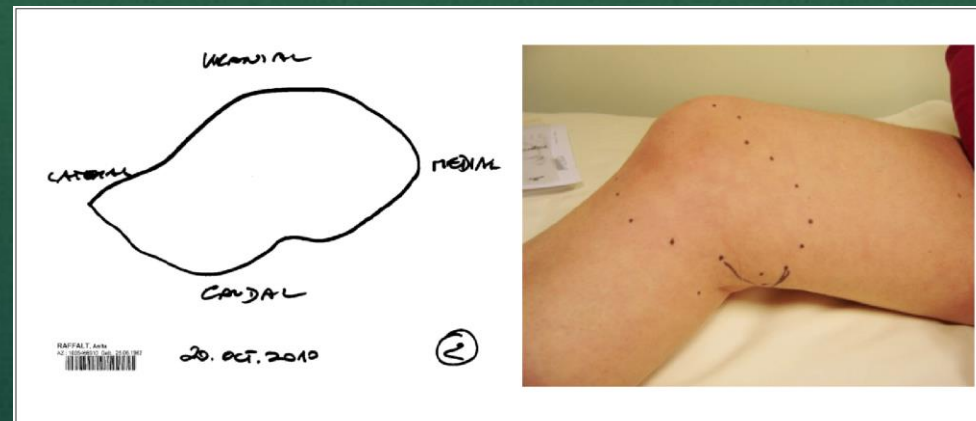 KRANIAL
LATERAL
MEDIAL
CAUDAL
RAFFALT, Anita
20. OCT. 2010
2